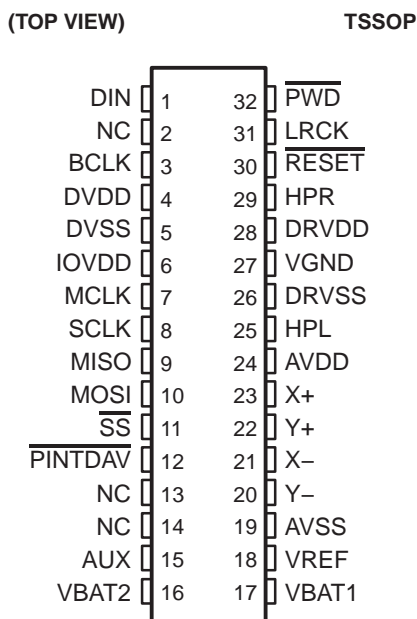 (TOP VIEW) TSSOP
DIN 1 32 PWD
NC 2 31 LRCK
BCLK 3 30 RESET
DVDD 4 29 HPR
DVSS 5 28 DRVDD
IOVDD 6 27 VGND
MCLK 7 26 DRVSS
SCLK 8 25 HPL
MISO 9 24 AVDD
MOSI 10 23 X+
SS 11 22 Y+
PINTDAV 12 21 X–
NC 13 20 Y–
NC 14 19 AVSS
AUX 15 18 VREF
VBAT2 16 17 VBAT1